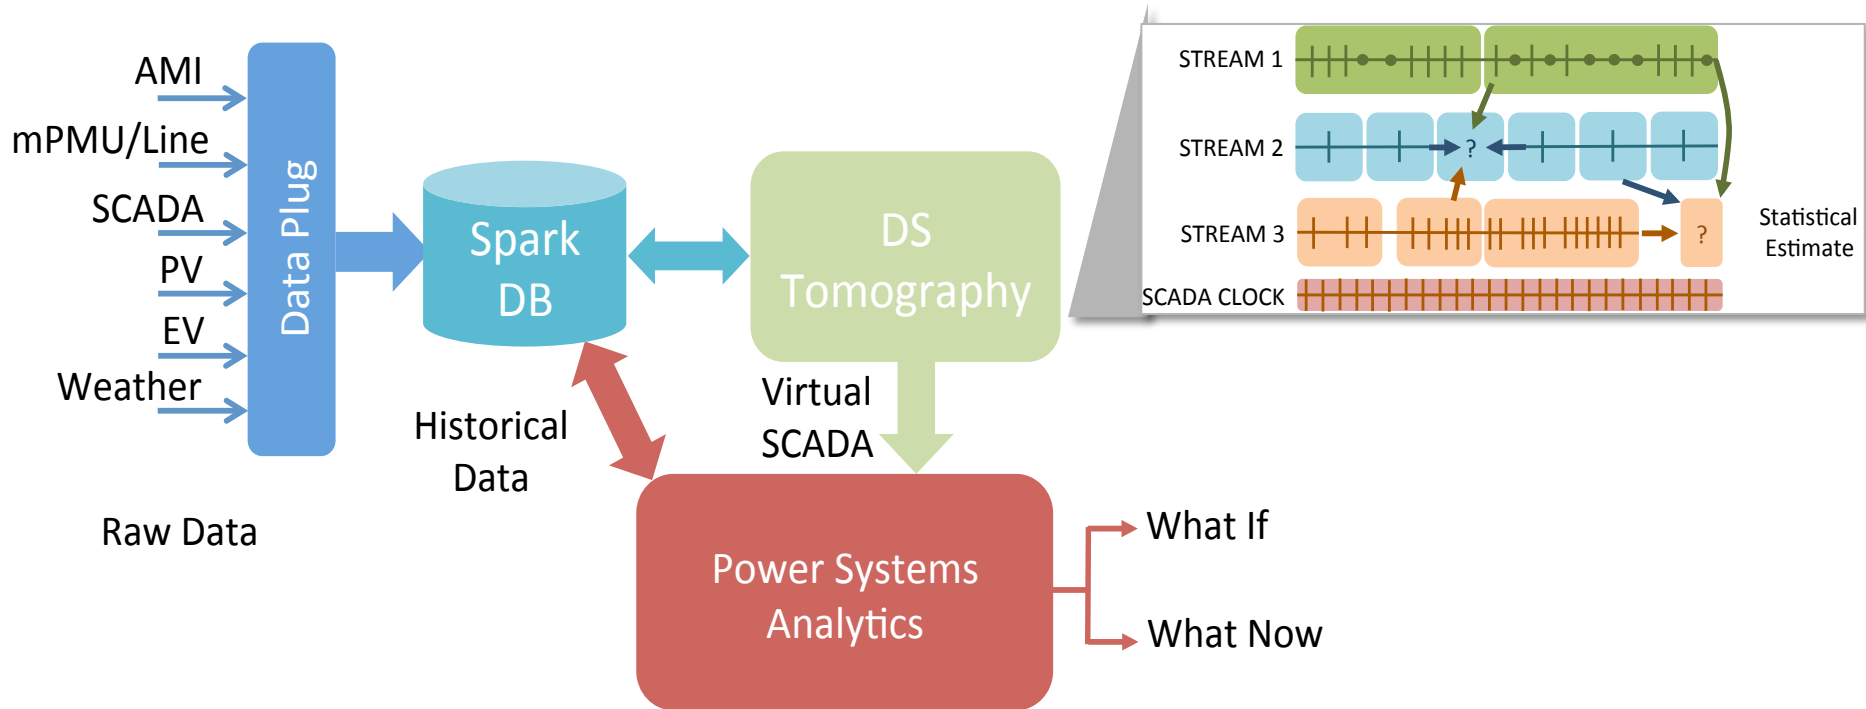 AMI
mPMU/Line
SCADA
PV
EV
Weather
Raw Data
Data Plug
Spark
DB
Historical
Data
DS
Tomography
Virtual
SCADA
Power Systems
Analytics
What If
What Now
STREAM 1
STREAM 2
?
STREAM 3
?
SCADA CLOCK
Statistical
Estimate